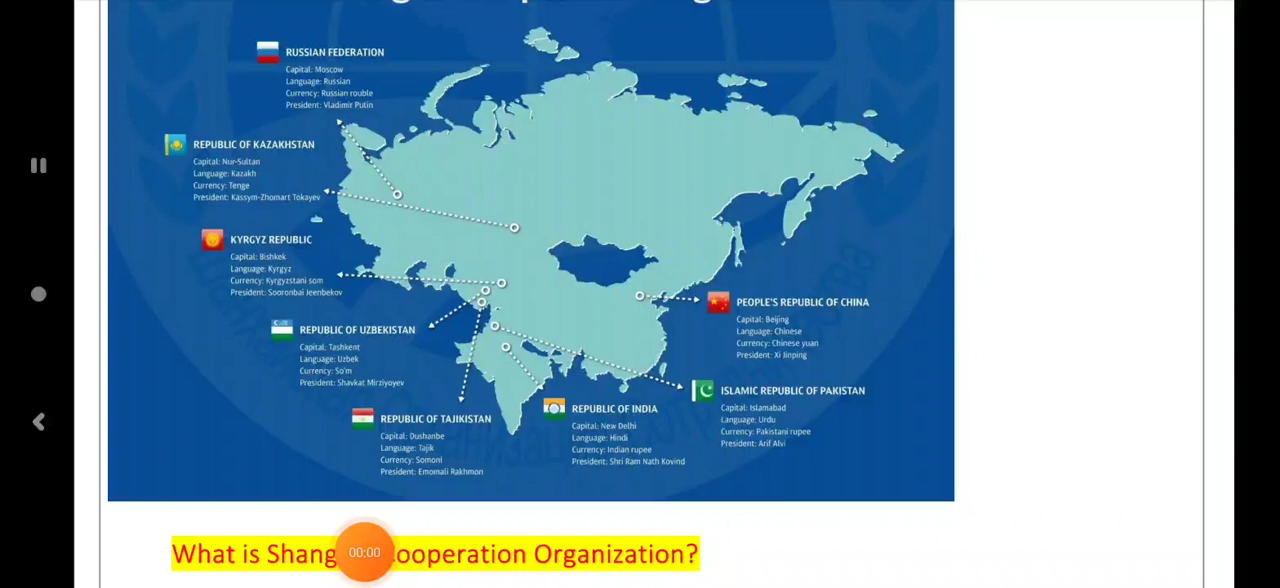 RUSSIAN FEDERATION
Capital: Moscow
Language: Russian
Currency: Russian rouble
President: Vladimir Putin
REPUBLIC OF KAZAKHSTAN
Capital: Nur-Sultan
Language: Kazakh
Currency: Tenge
President: Kassym-Zhomart Tokayev
KYRGYZ REPUBLIC
Capital: Bishkek
Language: Kyrgyz
Currency: Kyrgyzstani som
President: Sooronbai Jeenbekov
REPUBLIC OF UZBEKISTAN
Capital: Tashkent
Language: Uzbek
Currency: So'm
President: Shavkat Mirziyoyev
REPUBLIC OF TAJIKISTAN
Capital: Dushanbe
Language: Tajik
Currency: Somoni
President: Emomali Rakhmon
REPUBLIC OF INDIA
Capital: New Delhi
Language: Hindi
Currency: Indian rupee
President: Shri Ram Nath Kovind
PEOPLE'S REPUBLIC OF CHINA
Capital: Beijing
Language: Chinese
Currency: Chinese yuan
President: Xi Jinping
ISLAMIC REPUBLIC OF PAKISTAN
Capital: Islamabad
Language: Urdu
Currency: Pakistani rupee
President: Arif Alvi
What is Shang 00:00 ooperation Organization?